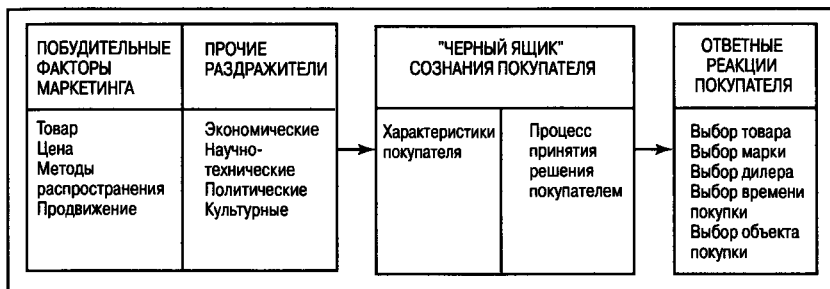 ПОБУДИТЕЛЬНЫЕ
ФАКТОРЫ
МАРКЕТИНГА
Товар
Цена
Методы
распространения
Продвижение
ПРОЧИЕ
РАЗДРАЖИТЕЛИ
Экономические
Научно-
технические
Политические
Культурные
"ЧЕРНЫЙ ЯЩИК"
СОЗНАНИЯ ПОКУПАТЕЛЯ
Характеристики
покупателя
Процесс
принятия
решения
покупателем
ОТВЕТНЫЕ
РЕАКЦИИ
ПОКУПАТЕЛЯ
Выбор товара
Выбор марки
Выбор дилера
Выбор времени
покупки
Выбор объекта
покупки